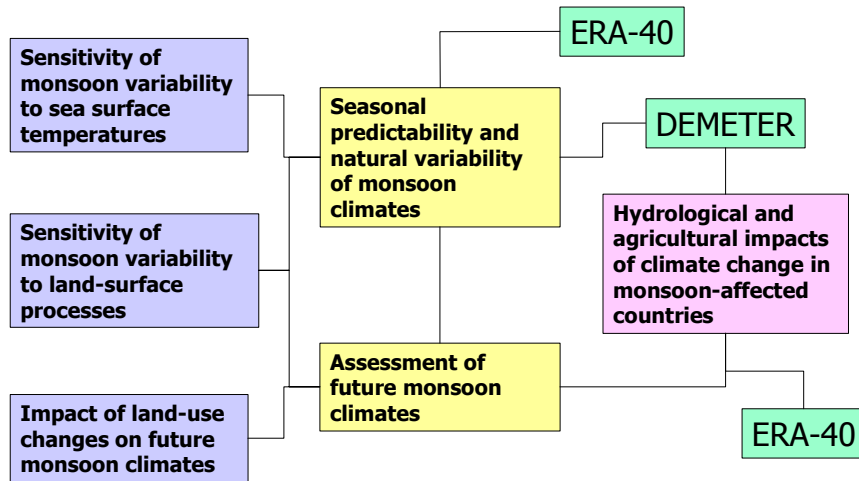 ERA-40
Sensitivity of
monsoon variability
to sea surface
temperatures
Seasonal
predictability and
natural variability
of monsoon
climates
DEMETER
Sensitivity of
monsoon variability
to land-surface
processes
Hydrological and
agricultural impacts
of climate change in
monsoon-affected
countries
Assessment of
future monsoon
climates
Impact of land-use
changes on future
monsoon climates
ERA-40